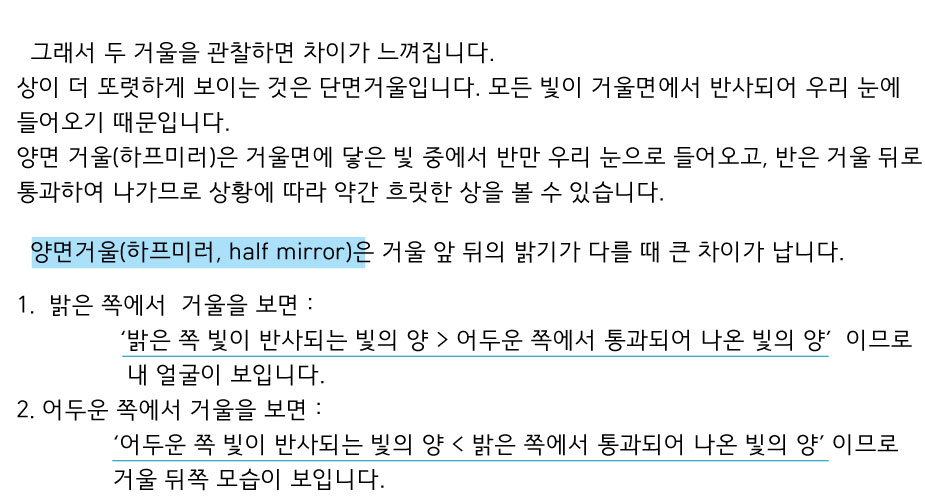 그래서 두 거울을 관찰하면 차이가 느껴집니다.
상이 더 또렷하게 보이는 것은 단면거울입니다. 모든 빛이 거울면에서 반사되어 우리 눈에
들어오기 때문입니다.
양면 거울(하프미러)은 거울면에 닿은 빛 중에서 반만 우리 눈으로 들어오고, 반은 거울 뒤로
통과하여 나가므로 상황에 따라 약간 흐릿한 상을 볼 수 있습니다.
양면거울(하프미러, half mirror)은 거울 앞 뒤의 밝기가 다를 때 큰 차이가 납니다.
1. 밝은 쪽에서 거울을 보면 :
‘밝은 쪽 빛이 반사되는 빛의 양 > 어두운 쪽에서 통과되어 나온 빛의 양’ 이므로
내 얼굴이 보입니다.
2. 어두운 쪽에서 거울을 보면 :
‘어두운 쪽 빛이 반사되는 빛의 양 < 밝은 쪽에서 통과되어 나온 빛의 양’ 이므로
거울 뒤쪽 모습이 보입니다.